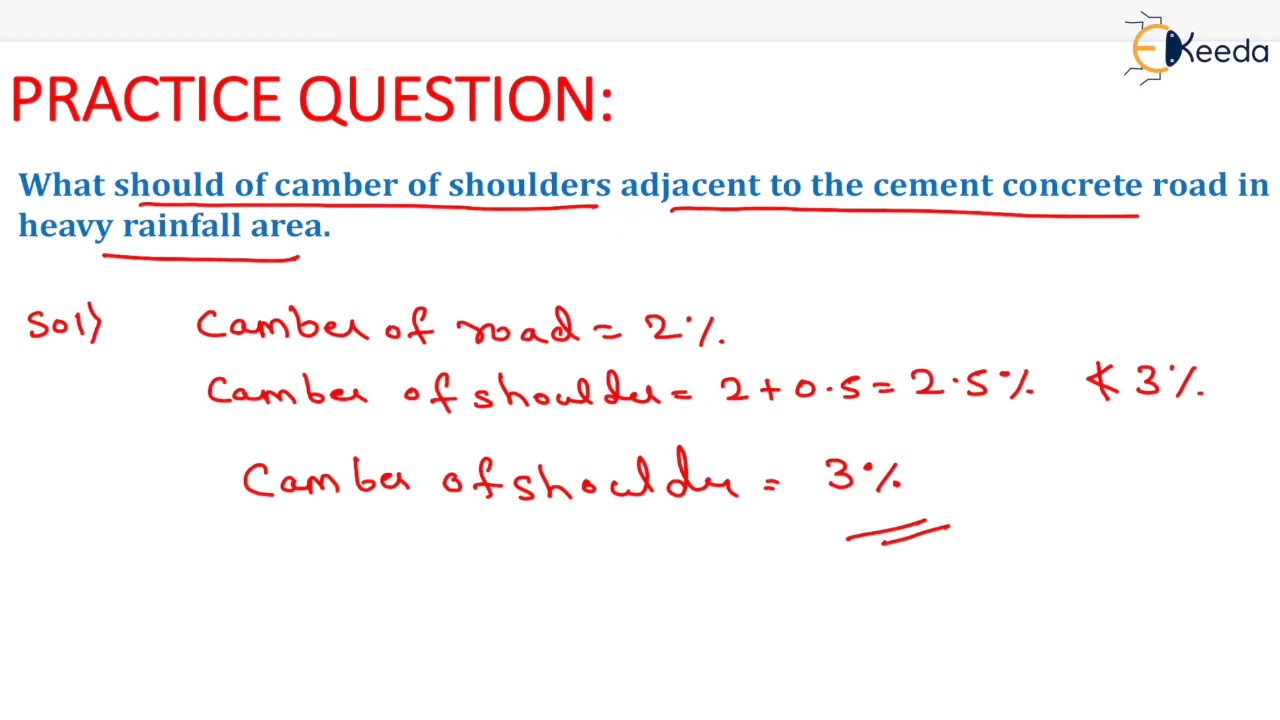 EKeeda
PRACTICE QUESTION:
What should of camber of shoulders adjacent to the cement concrete road in
heavy rainfall area.
Sol) Camber of road = 2%.
Camber of shoulder = 2 + 0.5 = 2.5% ≮ 3%.
Camber of shoulder = 3%